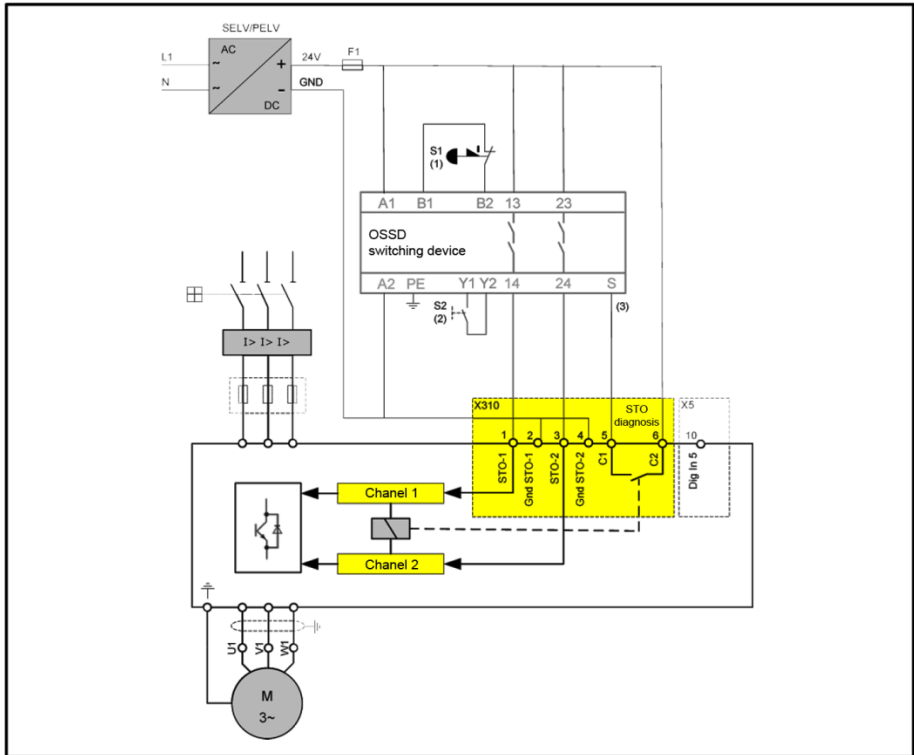 SELV/PELV
L1
AC
~
+
24V
F1
N
~
-
GND
DC
S1
(1)
A1 B1 B2 13 23
OSSD
switching device
A2 PE Y1 Y2 14 24 S
S2
(2)
(3)
I> I> I>
X310
STO
diagnosis
X5
1 2 3 4 5 6 10
STO-1
Gnd STO-1
STO-2
Gnd STO-2
C1
C2
Dig In 5
Chanel 1
Chanel 2
U1
V1
W1
M
3~